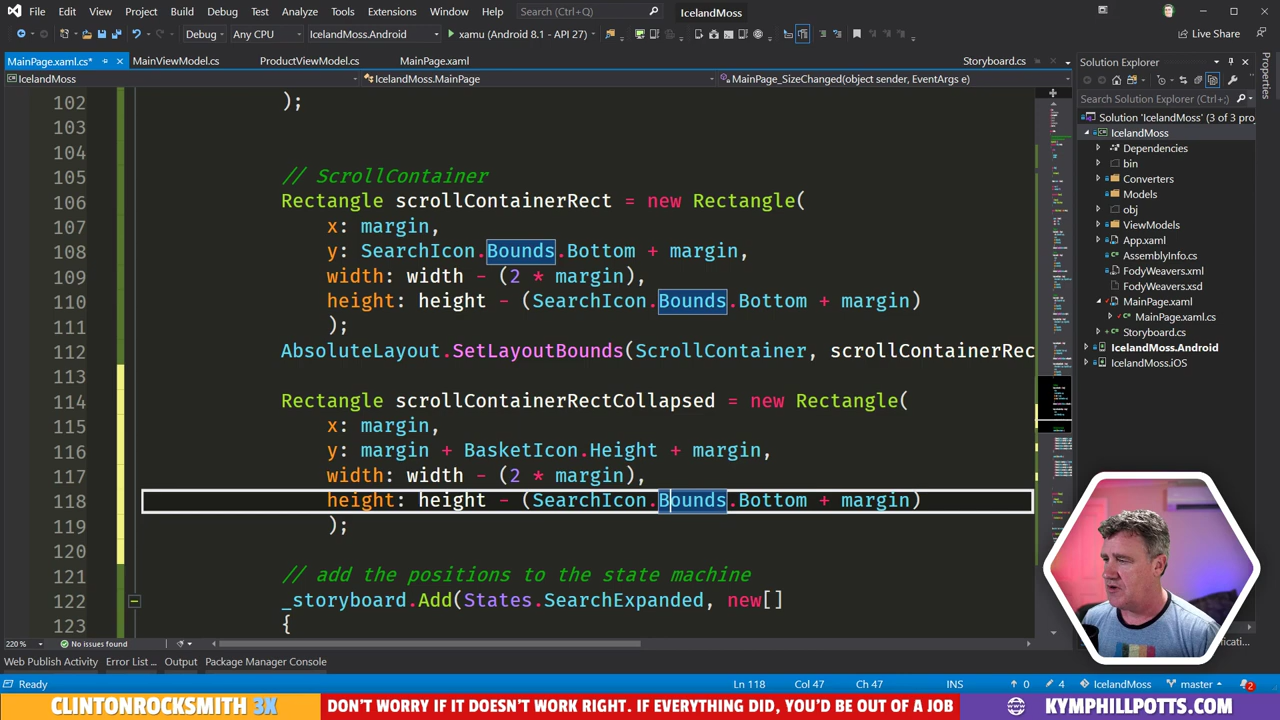 File Edit View Git Project Build Debug Test Analyze Tools Extensions Window Help Search (Ctrl+Q) IcelandMoss
Debug Any CPU IcelandMoss.Android xamu (Android 8.1 - API 27) Live Share
MainPage.xaml.cs* MainViewModel.cs ProductViewModel.cs MainPage.xaml Storyboard.cs
IcelandMoss IcelandMoss.MainPage MainPage_SizeChanged(object sender, EventArgs e)
102 );
103
104
105 // ScrollContainer
106 Rectangle scrollContainerRect = new Rectangle(
107 x: margin,
108 y: SearchIcon.Bounds.Bottom + margin,
109 width: width - (2 * margin),
110 height: height - (SearchIcon.Bounds.Bottom + margin)
111 );
112 AbsoluteLayout.SetLayoutBounds(ScrollContainer, scrollContainerRec
113
114 Rectangle scrollContainerRectCollapsed = new Rectangle(
115 x: margin,
116 y: margin + BasketIcon.Height + margin,
117 width: width - (2 * margin),
118 height: height - (SearchIcon.Bounds.Bottom + margin)
119 );
120
121 // add the positions to the state machine
122 _storyboard.Add(States.SearchExpanded, new[]
123 {
220 % No issues found
Web Publish Activity Error List ... Output Package Manager Console
Ready Ln 118 Col 47 Ch 47 INS 0 4 IcelandMoss master 2
Solution Explorer
Search Solution Explorer (Ctrl+;)
Solution 'IcelandMoss' (3 of 3 pro
IcelandMoss
Dependencies
bin
Converters
Models
obj
ViewModels
App.xaml
AssemblyInfo.cs
FodyWeavers.xml
FodyWeavers.xsd
MainPage.xaml
MainPage.xaml.cs
Storyboard.cs
IcelandMoss.Android
IcelandMoss.iOS
Properties
CLINTONROCKSMITH 3X DON'T WORRY IF IT DOESN'T WORK RIGHT. IF EVERYTHING DID, YOU'D BE OUT OF A JOB KYMPHILLPOTTS.COM